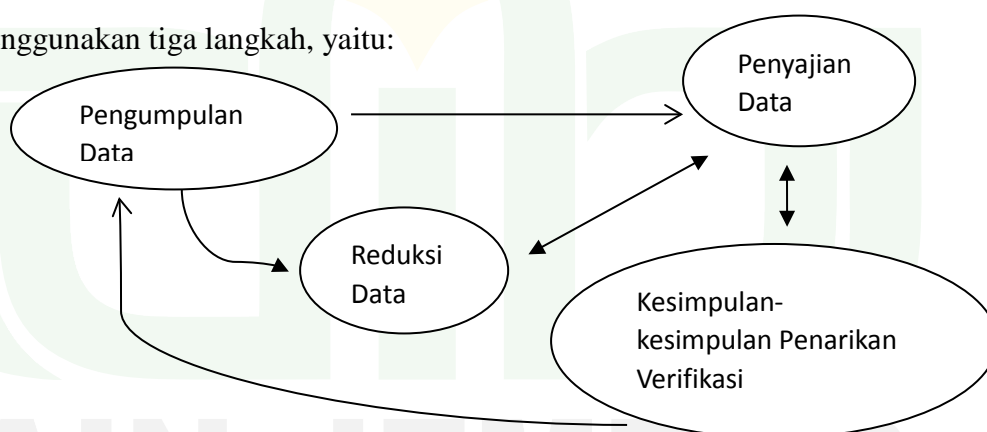 nggunakan tiga langkah, yaitu:
Penyajian
Data
Pengumpulan
Data
Reduksi
Data
Kesimpulan-
kesimpulan Penarikan
Verifikasi